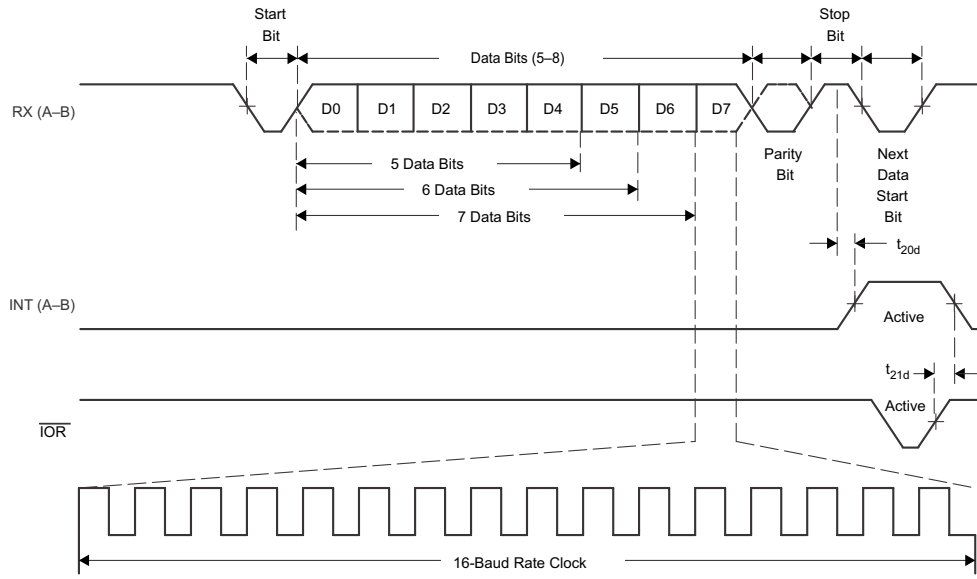 Start
Bit
Data Bits (5–8)
Stop
Bit
RX (A–B)
D0
D1
D2
D3
D4
D5
D6
D7
5 Data Bits
6 Data Bits
7 Data Bits
Parity
Bit
Next
Data
Start
Bit
t20d
INT (A–B)
Active
t21d
Active
IOR
16-Baud Rate Clock